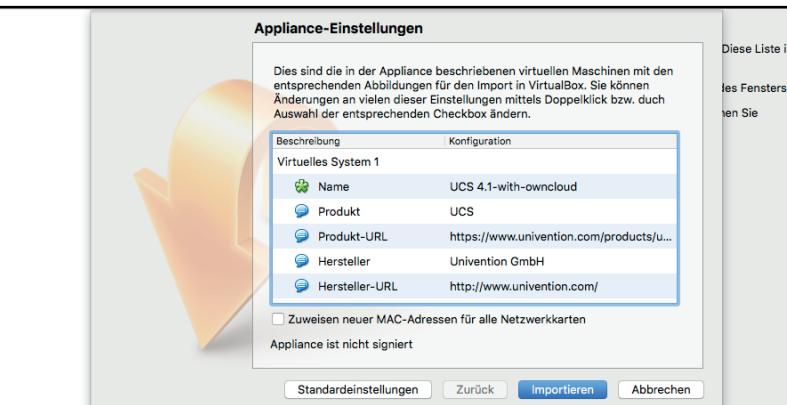 Appliance-Einstellungen
Diese Liste i
Dies sind die in der Appliance beschriebenen virtuellen Maschinen mit den
entsprechenden Abbildungen für den Import in VirtualBox. Sie können
Änderungen an vielen dieser Einstellungen mittels Doppelklick bzw. duch
Auswahl der entsprechenden Checkbox ändern.
des Fensters
nen Sie
Beschreibung Konfiguration
Virtuelles System 1
Name UCS 4.1-with-owncloud
Produkt UCS
Produkt-URL https://www.univention.com/products/u...
Hersteller Univention GmbH
Hersteller-URL http://www.univention.com/
Zuweisen neuer MAC-Adressen für alle Netzwerkkarten
Appliance ist nicht signiert
Standardeinstellungen Zurück Importieren Abbrechen